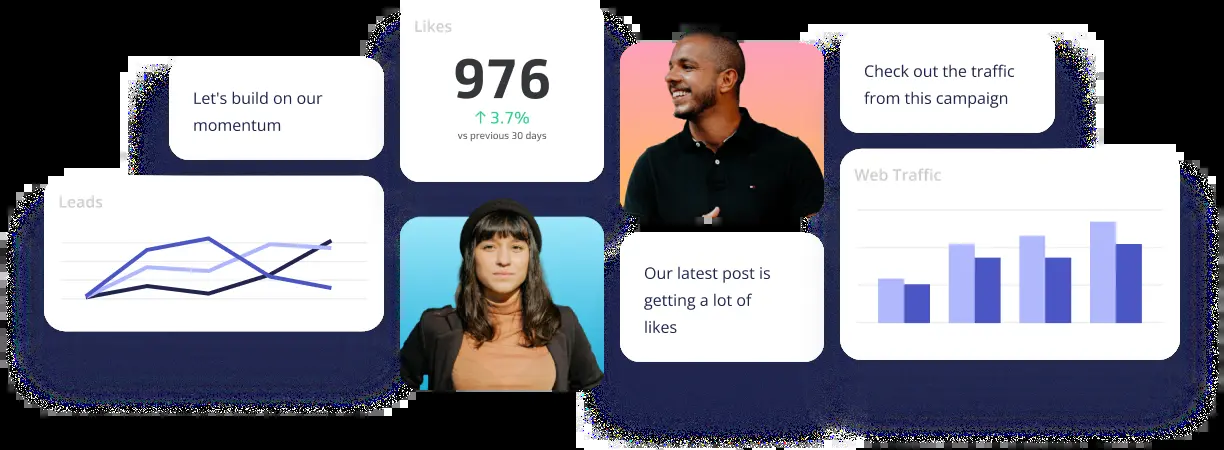 Let's build on our
momentum
Leads
Likes
976
↑ 3.7%
vs previous 30 days
Our latest post is
getting a lot of
likes
Check out the traffic
from this campaign
Web Traffic